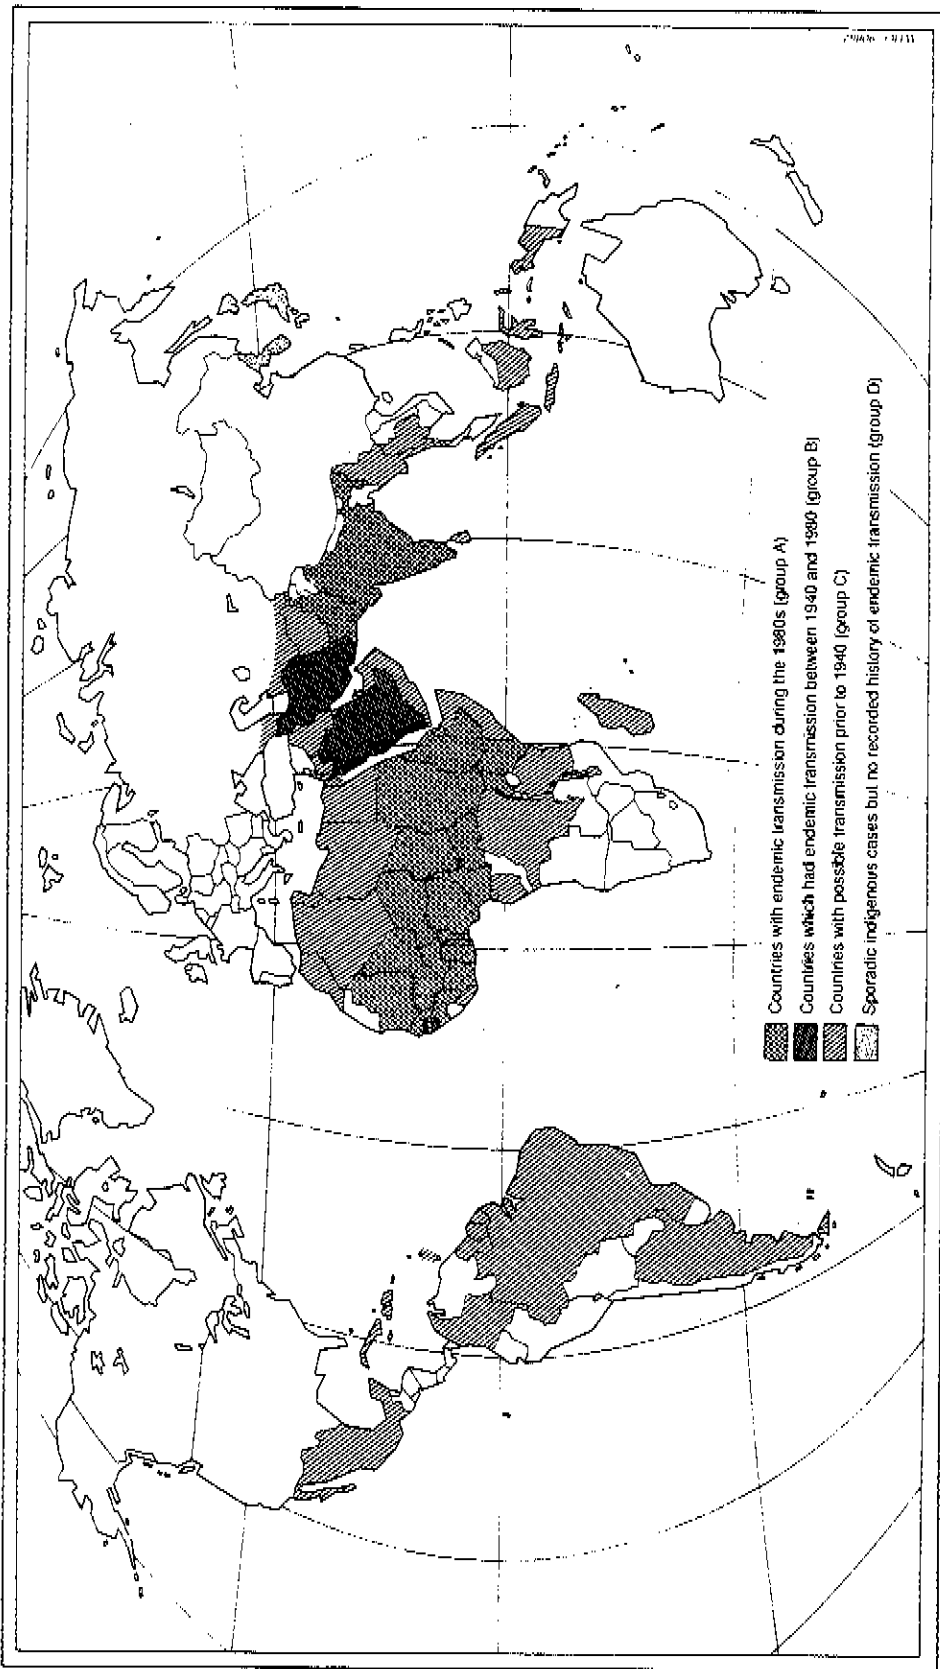 Countries with endemic transmission during the 1980s (group A)
Countries which had endemic transmission between 1940 and 1980 (group B)
Countries with possible transmission prior to 1940 (group C)
Sporadic indigenous cases but no recorded history of endemic transmission (group D)